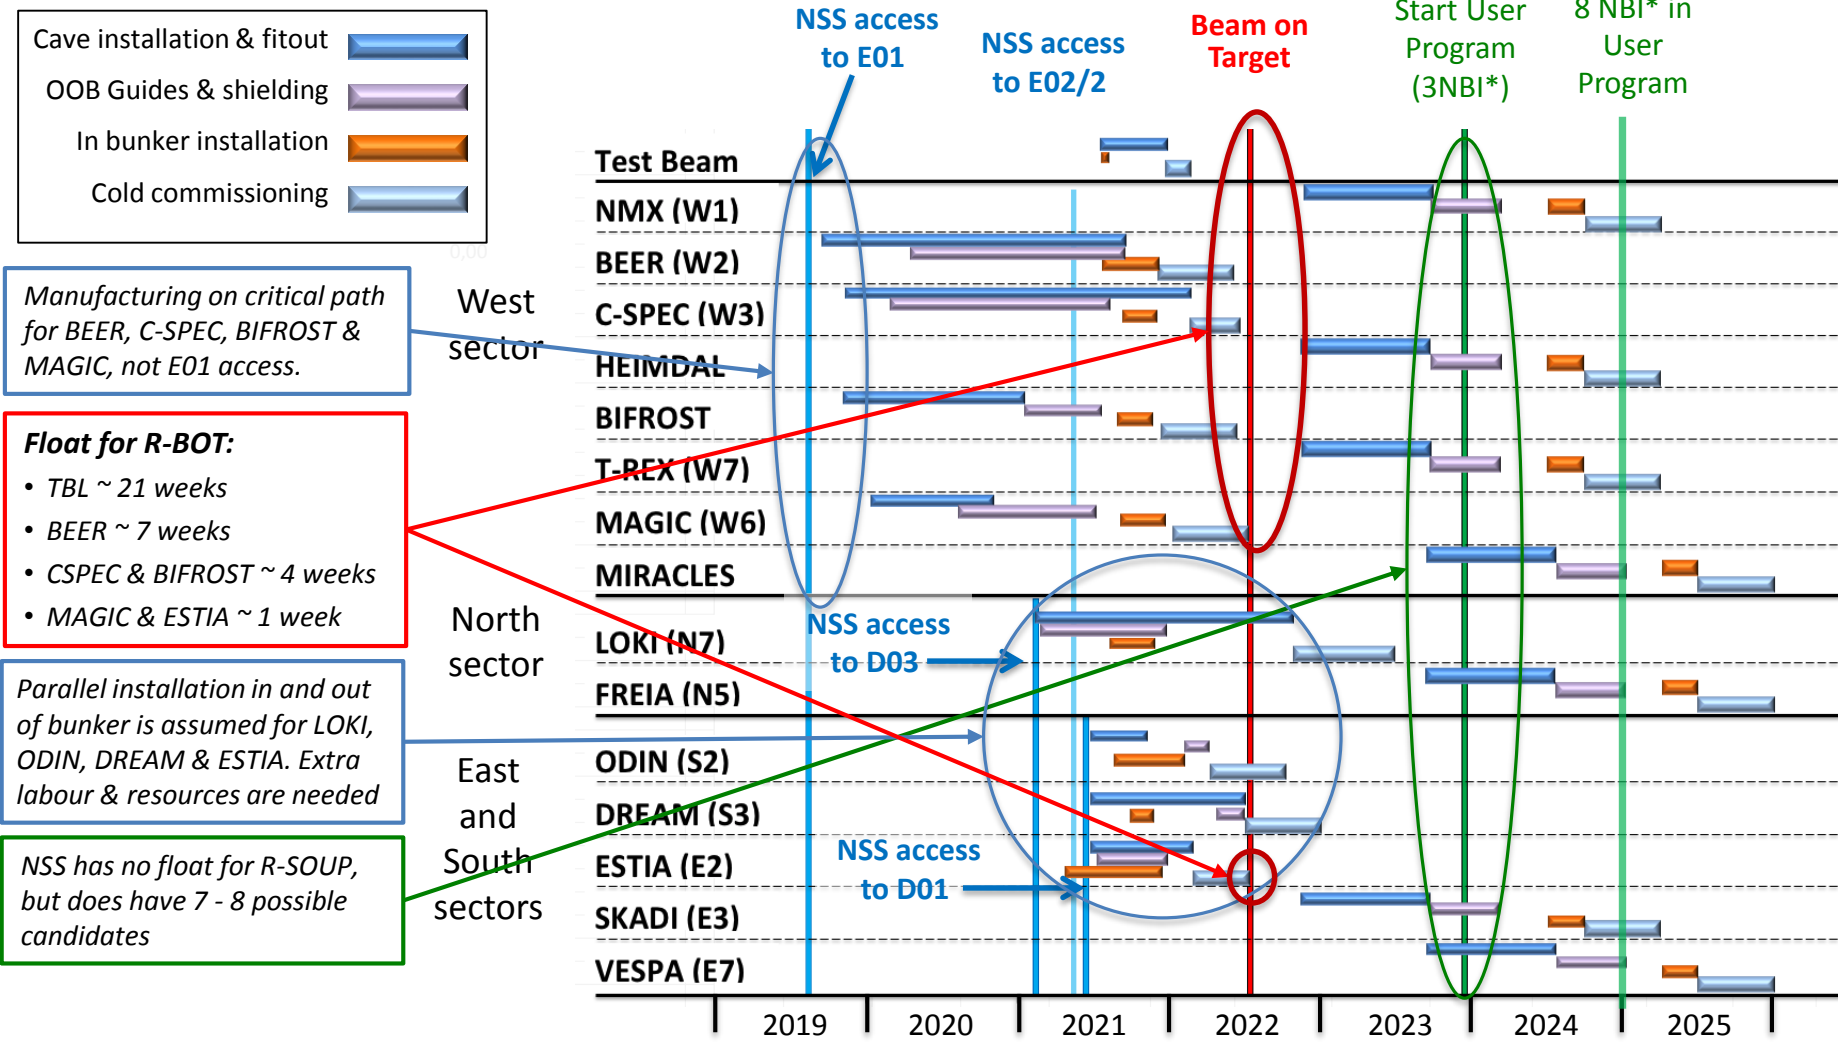 Cave installation & fitout
OOB Guides & shielding
In bunker installation
Cold commissioning
NSS access
to E01
NSS access
to E02/2
Beam on
Target
Start User
Program
(3NBI*)
8 NBI* in
User
Program
0,00
Manufacturing on critical path
for BEER, C-SPEC, BIFROST &
MAGIC, not E01 access.
Float for R-BOT:
• TBL ~ 21 weeks
• BEER ~ 7 weeks
• CSPEC & BIFROST ~ 4 weeks
• MAGIC & ESTIA ~ 1 week
Parallel installation in and out
of bunker is assumed for LOKI,
ODIN, DREAM & ESTIA. Extra
labour & resources are needed
NSS has no float for R-SOUP,
but does have 7 - 8 possible
candidates
West
sector
North
sector
East
and
South
sectors
Test Beam
NMX (W1)
BEER (W2)
C-SPEC (W3)
HEIMDAL
BIFROST
T-REX (W7)
MAGIC (W6)
MIRACLES
LOKI (N7)
FREIA (N5)
ODIN (S2)
DREAM (S3)
ESTIA (E2)
SKADI (E3)
VESPA (E7)
NSS access
to D03
NSS access
to D01
2019
2020
2021
2022
2023
2024
2025